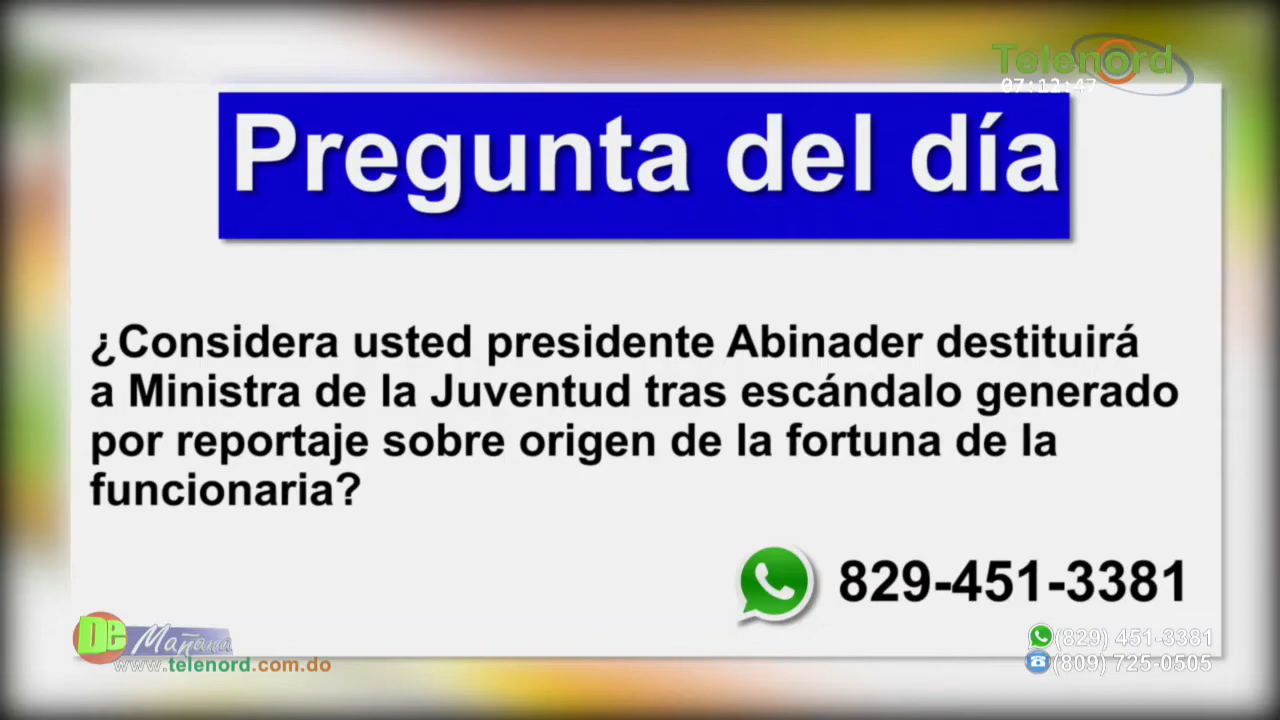 Telenord
07:12:47
Pregunta del día
¿Considera usted presidente Abinader destituirá
a Ministra de la Juventud tras escándalo generado
por reportaje sobre origen de la fortuna de la
funcionaria?
829-451-3381
De Mañana
www.telenord.com.do
(829) 451-3381
(809) 725-0505